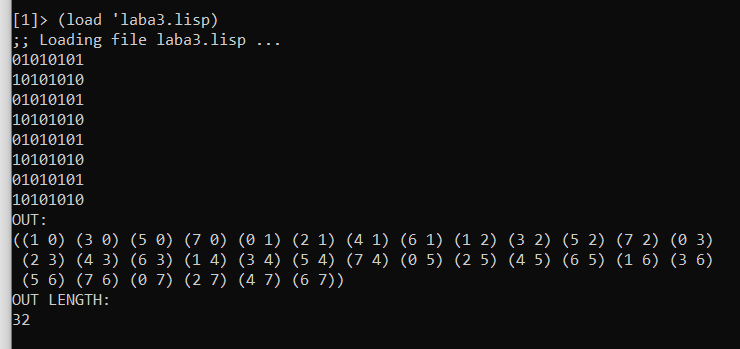 [1]> (load 'laba3.lisp)
;; Loading file laba3.lisp ...
01010101
10101010
01010101
10101010
01010101
10101010
01010101
10101010
OUT:
((1 0) (3 0) (5 0) (7 0) (0 1) (2 1) (4 1) (6 1) (1 2) (3 2) (5 2) (7 2) (0 3)
(2 3) (4 3) (6 3) (1 4) (3 4) (5 4) (7 4) (0 5) (2 5) (4 5) (6 5) (1 6) (3 6)
(5 6) (7 6) (0 7) (2 7) (4 7) (6 7))
OUT LENGTH:
32